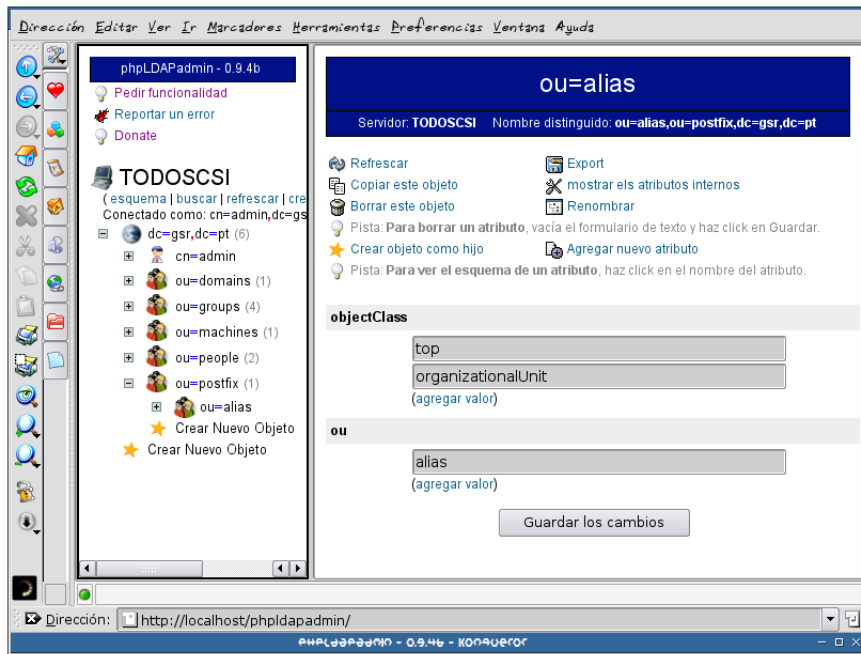 Dirección Editar Ver Ir Marcadores Herramientas Preferencias Ventana Ayuda
phpLDAPadmin - 0.9.4b
Pedir funcionalidad
Reportar un error
Donate
TODOSCSI
( esquema | buscar | refrescar | cre
Conectado como: cn=admin,dc=gs
dc=gsr,dc=pt (6)
cn=admin
ou=domains (1)
ou=groups (4)
ou=machines (1)
ou=people (2)
ou=postfix (1)
ou=alias
Crear Nuevo Objeto
Crear Nuevo Objeto
ou=alias
Servidor: TODOSCSI Nombre distinguido: ou=alias,ou=postfix,dc=gsr,dc=pt
Refrescar Export
Copiar este objeto mostrar els atributos internos
Borrar este objeto Renombrar
Pista: Para borrar un atributo, vacía el formulario de texto y haz click en Guardar.
Crear objeto como hijo Agregar nuevo atributo
Pista: Para ver el esquema de un atributo, haz click en el nombre del atributo.
objectClass
top
organizationalUnit
(agregar valor)
ou
alias
(agregar valor)
Guardar los cambios
Dirección: http://localhost/phpldapadmin/
phpLDAPadmin - 0.9.4b - Konqueror